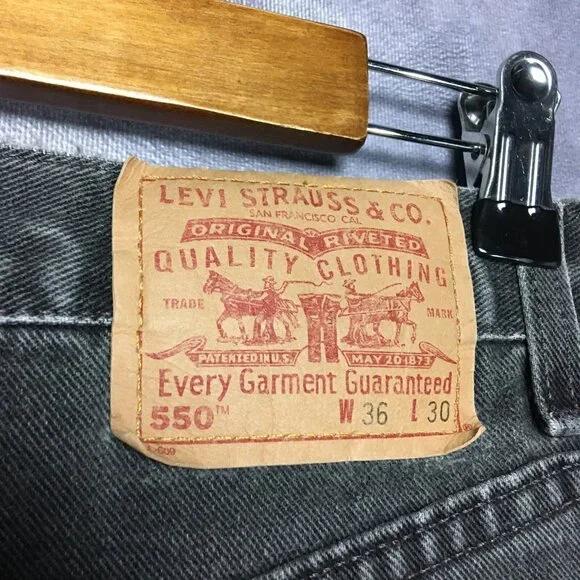 LEVI STRAUSS & CO.
SAN FRANCISCO CAL
ORIGINAL RIVETED
QUALITY CLOTHING
TRADE MARK
PATENTED IN U.S. MAY 20 1873
Every Garment Guaranteed
550™ W 36 L 30
®